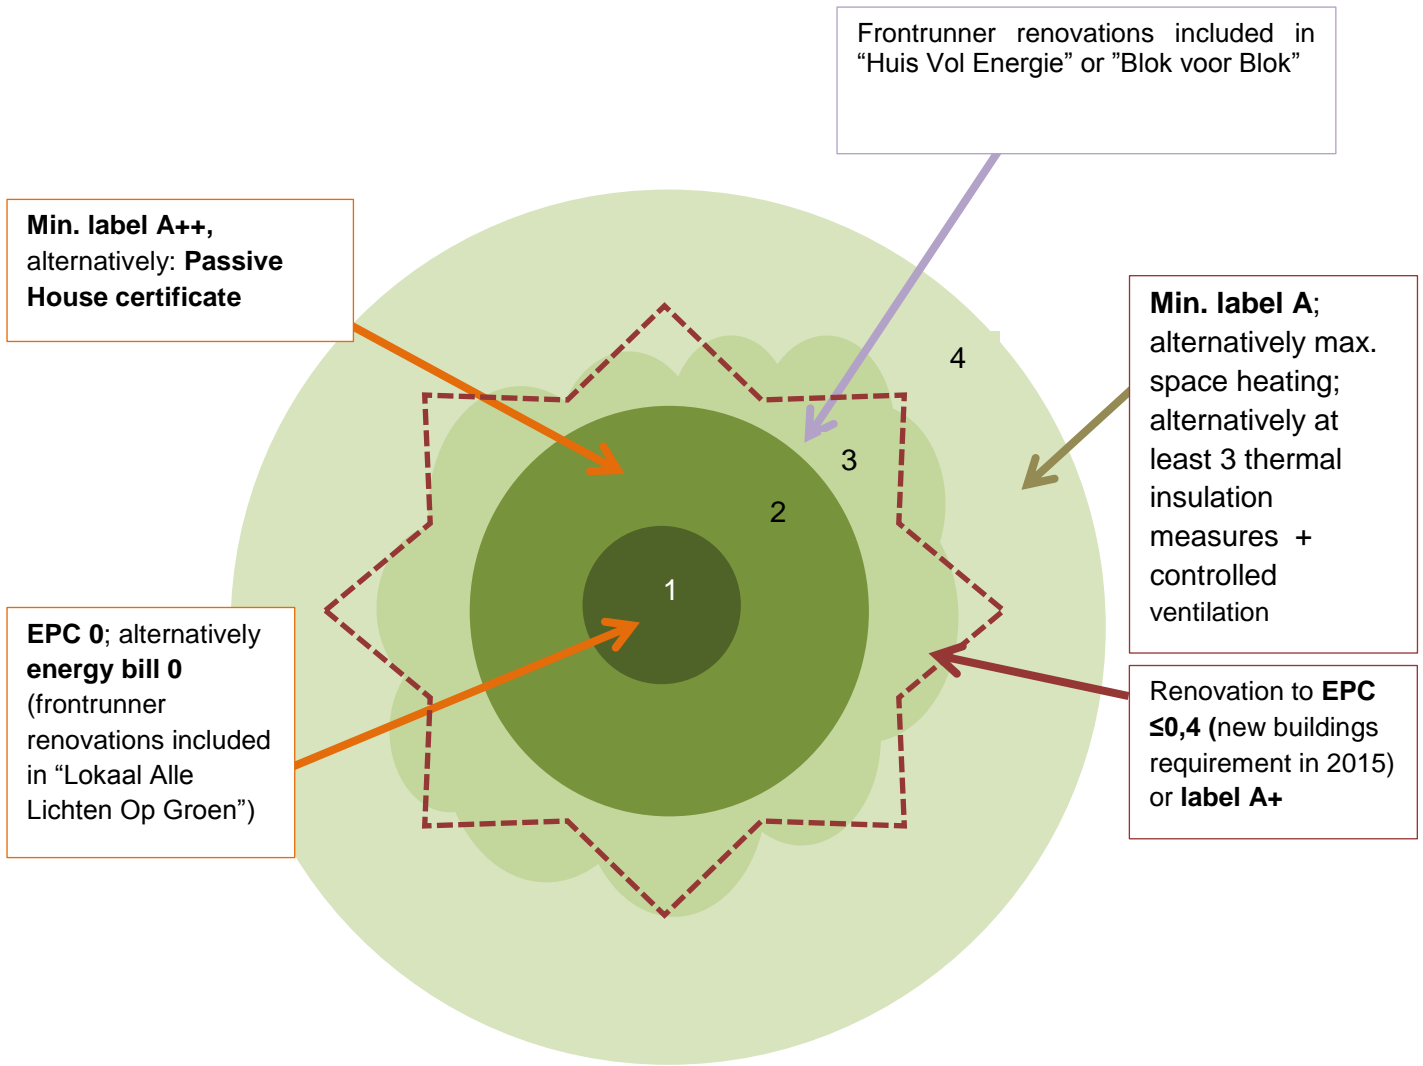 Frontrunner renovations included in
“Huis Vol Energie” or ”Blok voor Blok”
Min. label A++,
alternatively: Passive
House certificate
Min. label A;
alternatively max.
space heating;
alternatively at
least 3 thermal
insulation
measures +
controlled
ventilation
4
3
2
1
EPC 0; alternatively
energy bill 0
(frontrunner
renovations included
in “Lokaal Alle
Lichten Op Groen”)
Renovation to EPC
≤0,4 (new buildings
requirement in 2015)
or label A+